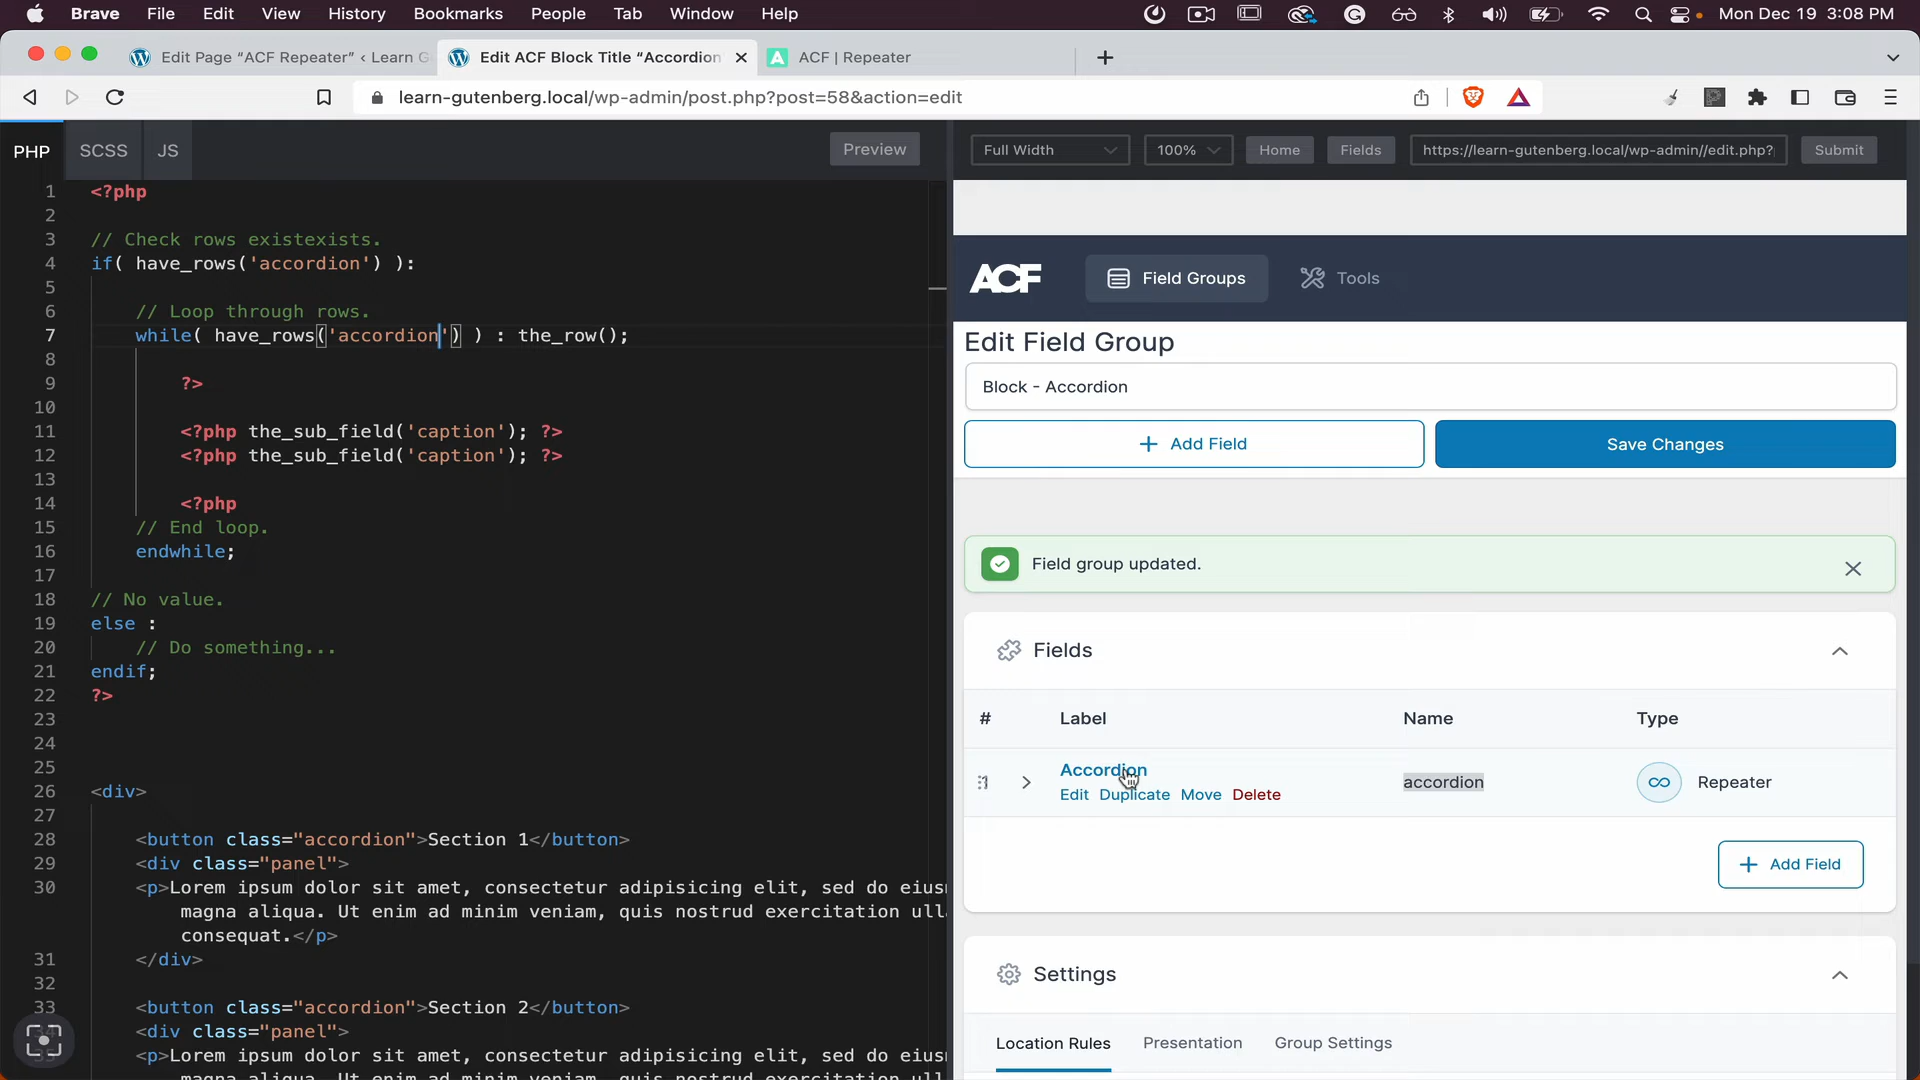 Brave File Edit View History Bookmarks People Tab Window Help Mon Dec 19 3:08 PM
Edit Page “ACF Repeater” ‹ Learn G Edit ACF Block Title “Accordion ACF | Repeater
learn-gutenberg.local/wp-admin/post.php?post=58&action=edit
PHP SCSS JS Preview
Full Width 100% Home Fields https://learn-gutenberg.local/wp-admin//edit.php? Submit
1 <?php
2
3 // Check rows existexists.
4 if( have_rows('accordion') ):
5
6 // Loop through rows.
7 while( have_rows('accordion') ) : the_row();
8
9 ?>
10
11 <?php the_sub_field('caption'); ?>
12 <?php the_sub_field('caption'); ?>
13
14 <?php
15 // End loop.
16 endwhile;
17
18 // No value.
19 else :
20 // Do something...
21 endif;
22 ?>
23
24
25
26 <div>
27
28 <button class="accordion">Section 1</button>
29 <div class="panel">
30 <p>Lorem ipsum dolor sit amet, consectetur adipisicing elit, sed do eius
magna aliqua. Ut enim ad minim veniam, quis nostrud exercitation ull
consequat.</p>
31 </div>
32
33 <button class="accordion">Section 2</button>
<div class="panel">
<p>Lorem ipsum dolor sit amet, consectetur adipisicing elit, sed do eius
ACF Field Groups Tools
Edit Field Group
Block - Accordion
+ Add Field Save Changes
Field group updated.
Fields
# Label Name Type
1 Accordion accordion Repeater
Edit Duplicate Move Delete
+ Add Field
Settings
Location Rules Presentation Group Settings